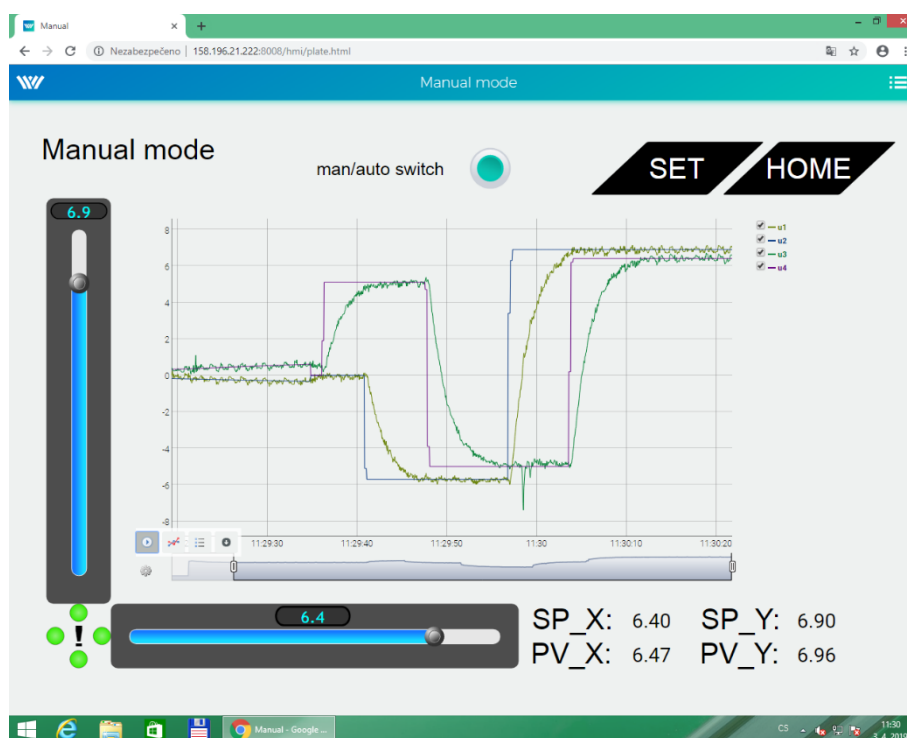 Manual
Nezabezpečeno | 158.196.21.222:8008/hmi/plate.html
Manual mode
Manual mode
man/auto switch
SET
HOME
6.9
8
6
4
2
0
-2
-4
-6
-8
u1
u2
u3
u4
11:29:30
11:29:40
11:29:50
11:30
11:30:10
11:30:20
6.4
!
SP_X: 6.40 SP_Y: 6.90
PV_X: 6.47 PV_Y: 6.96
Manual - Google ...
CS
11:30
3. 4. 2019